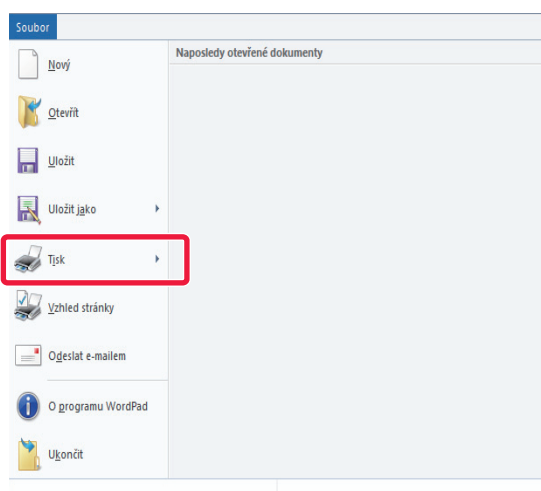 Soubor
Naposledy otevřené dokumenty
Nový
Otevřít
Uložit
Uložit jako
Tisk
Vzhled stránky
Odeslat e-mailem
O programu WordPad
Ukončit